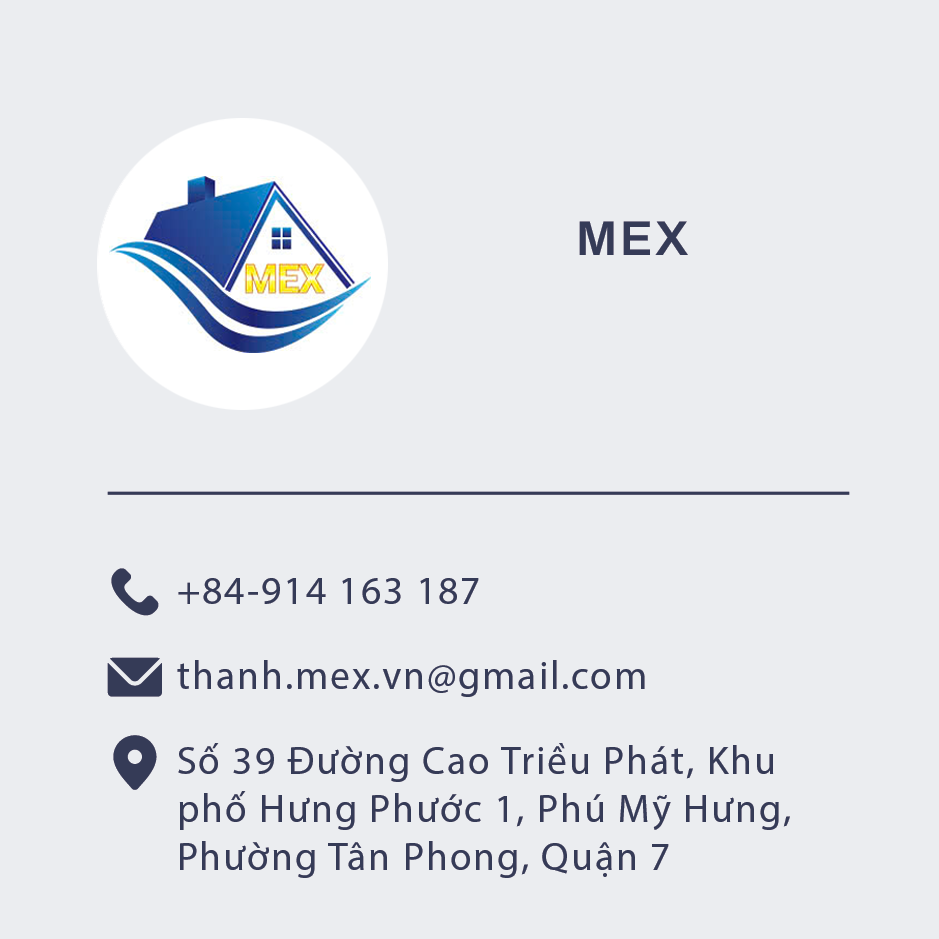 MEX
MEX
+84-914 163 187
thanh.mex.vn@gmail.com
Số 39 Đường Cao Triều Phát, Khu
phố Hưng Phước 1, Phú Mỹ Hưng,
Phường Tân Phong, Quận 7